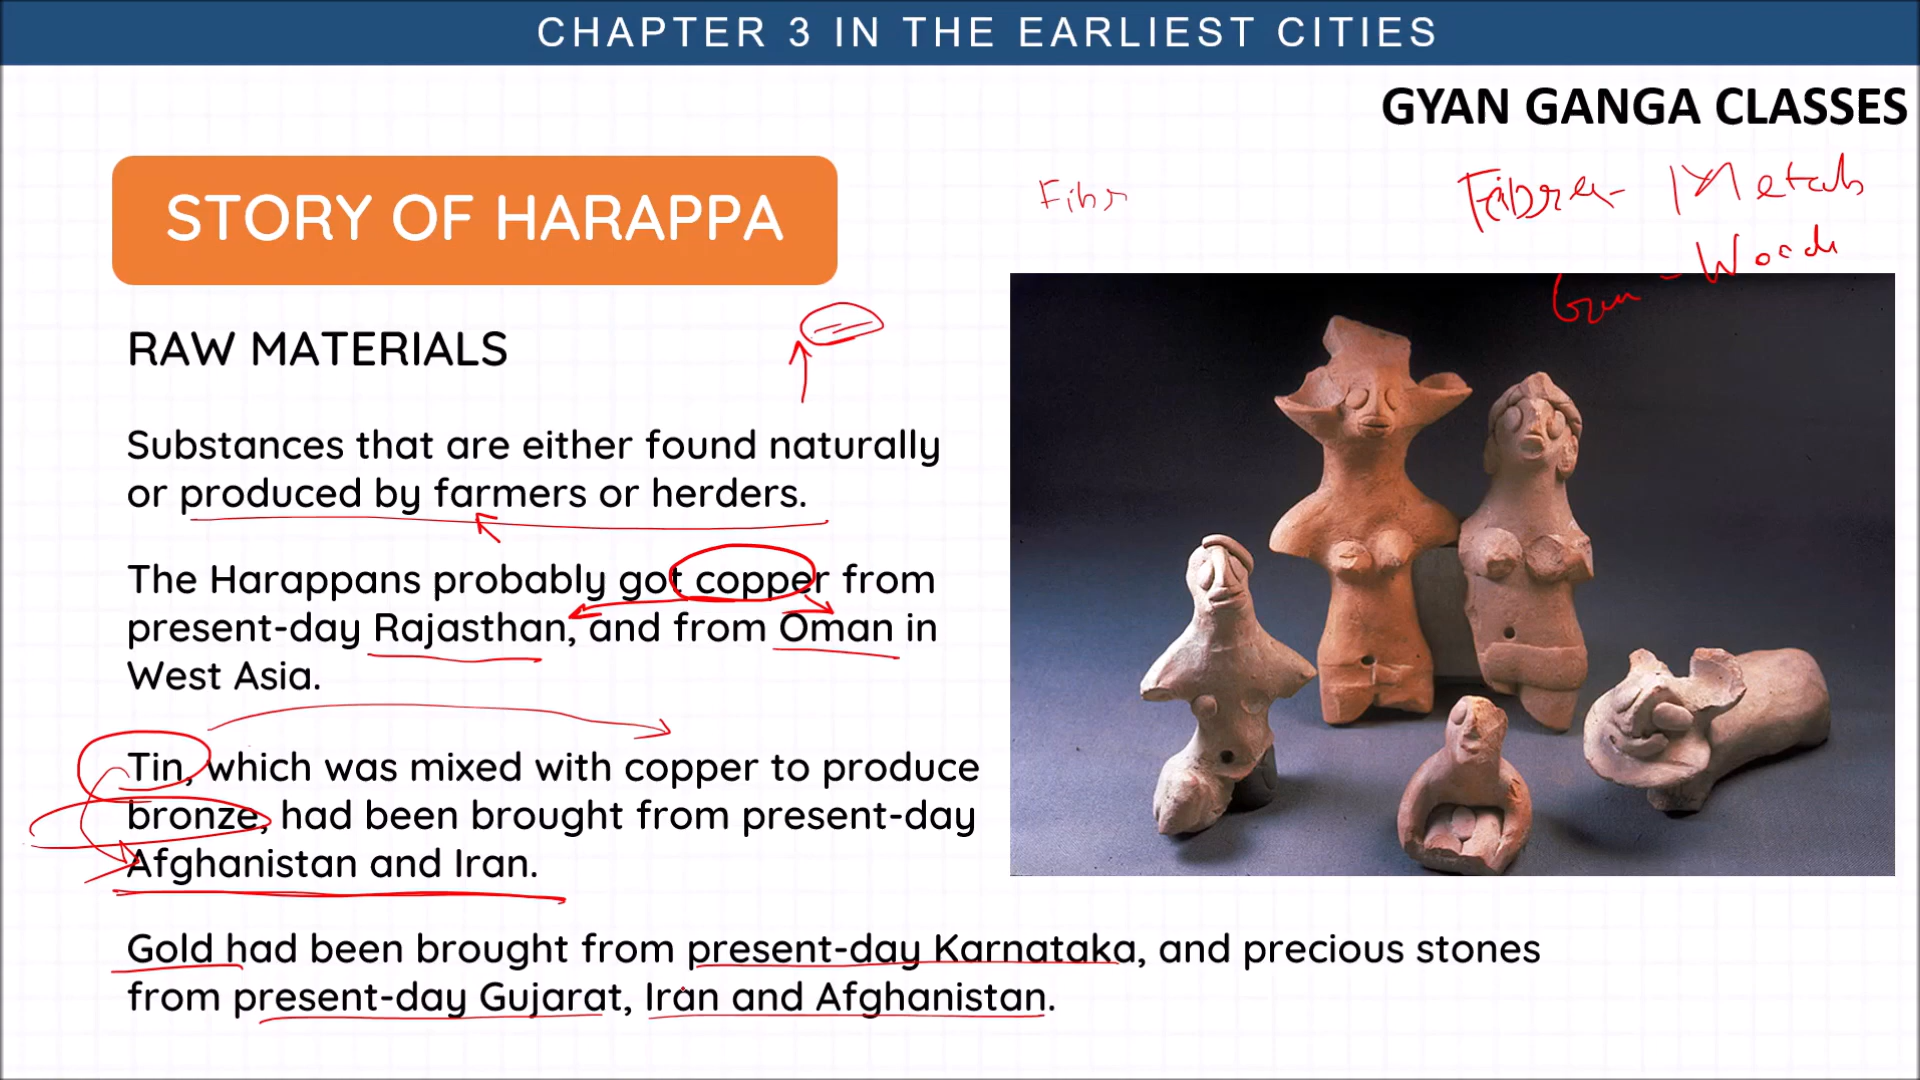 CHAPTER 3 IN THE EARLIEST CITIES
GYAN GANGA CLASSES
STORY OF HARAPPA
Fibr
Metals
RAW MATERIALS
Substances that are either found naturally
or produced by farmers or herders.
The Harappans probably got copper from
present-day Rajasthan, and from Oman in
West Asia.
Tin, which was mixed with copper to produce
bronze, had been brought from present-day
Afghanistan and Iran.
Gold had been brought from present-day Karnataka, and precious stones
from present-day Gujarat, Iran and Afghanistan.